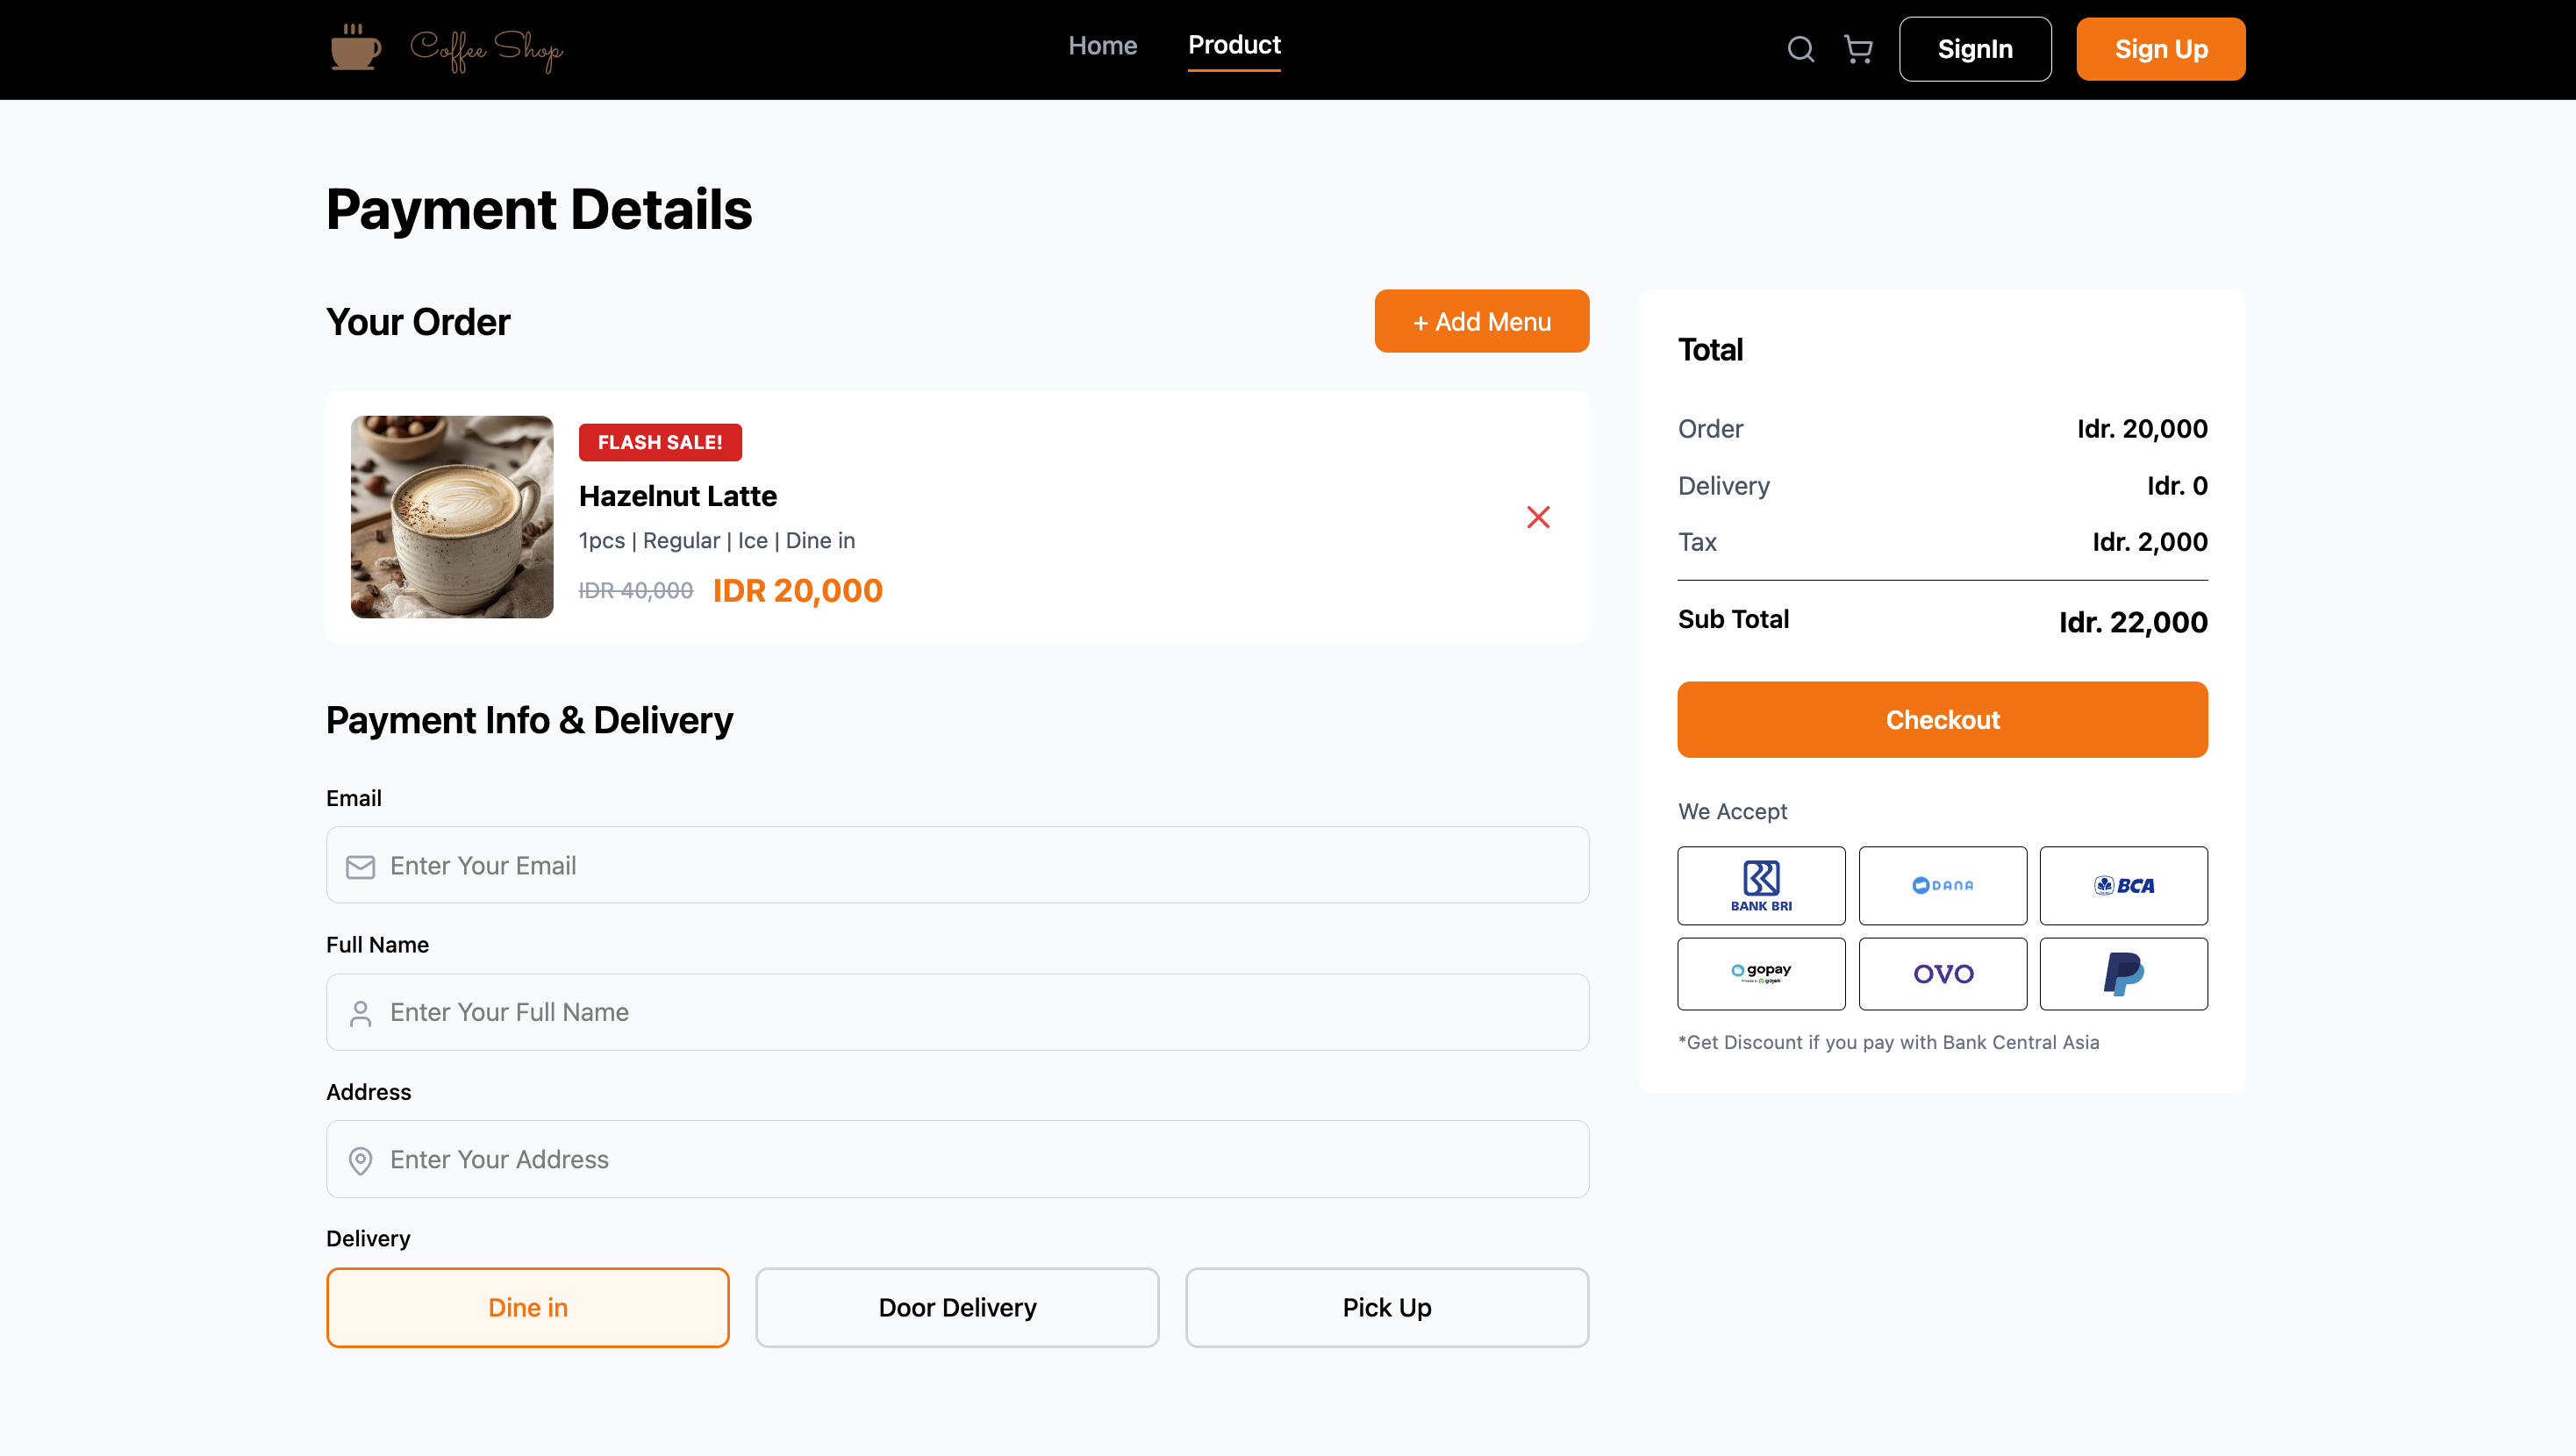 Coffee Shop
Home
Product
SignIn
Sign Up
Payment Details
Your Order
+ Add Menu
FLASH SALE!
Hazelnut Latte
1pcs | Regular | Ice | Dine in
IDR 40,000 IDR 20,000
Payment Info & Delivery
Email
Enter Your Email
Full Name
Enter Your Full Name
Address
Enter Your Address
Delivery
Dine in
Door Delivery
Pick Up
Total
Order Idr. 20,000
Delivery Idr. 0
Tax Idr. 2,000
Sub Total Idr. 22,000
Checkout
We Accept
BANK BRI
DANA
BCA
gopay
OVO
*Get Discount if you pay with Bank Central Asia